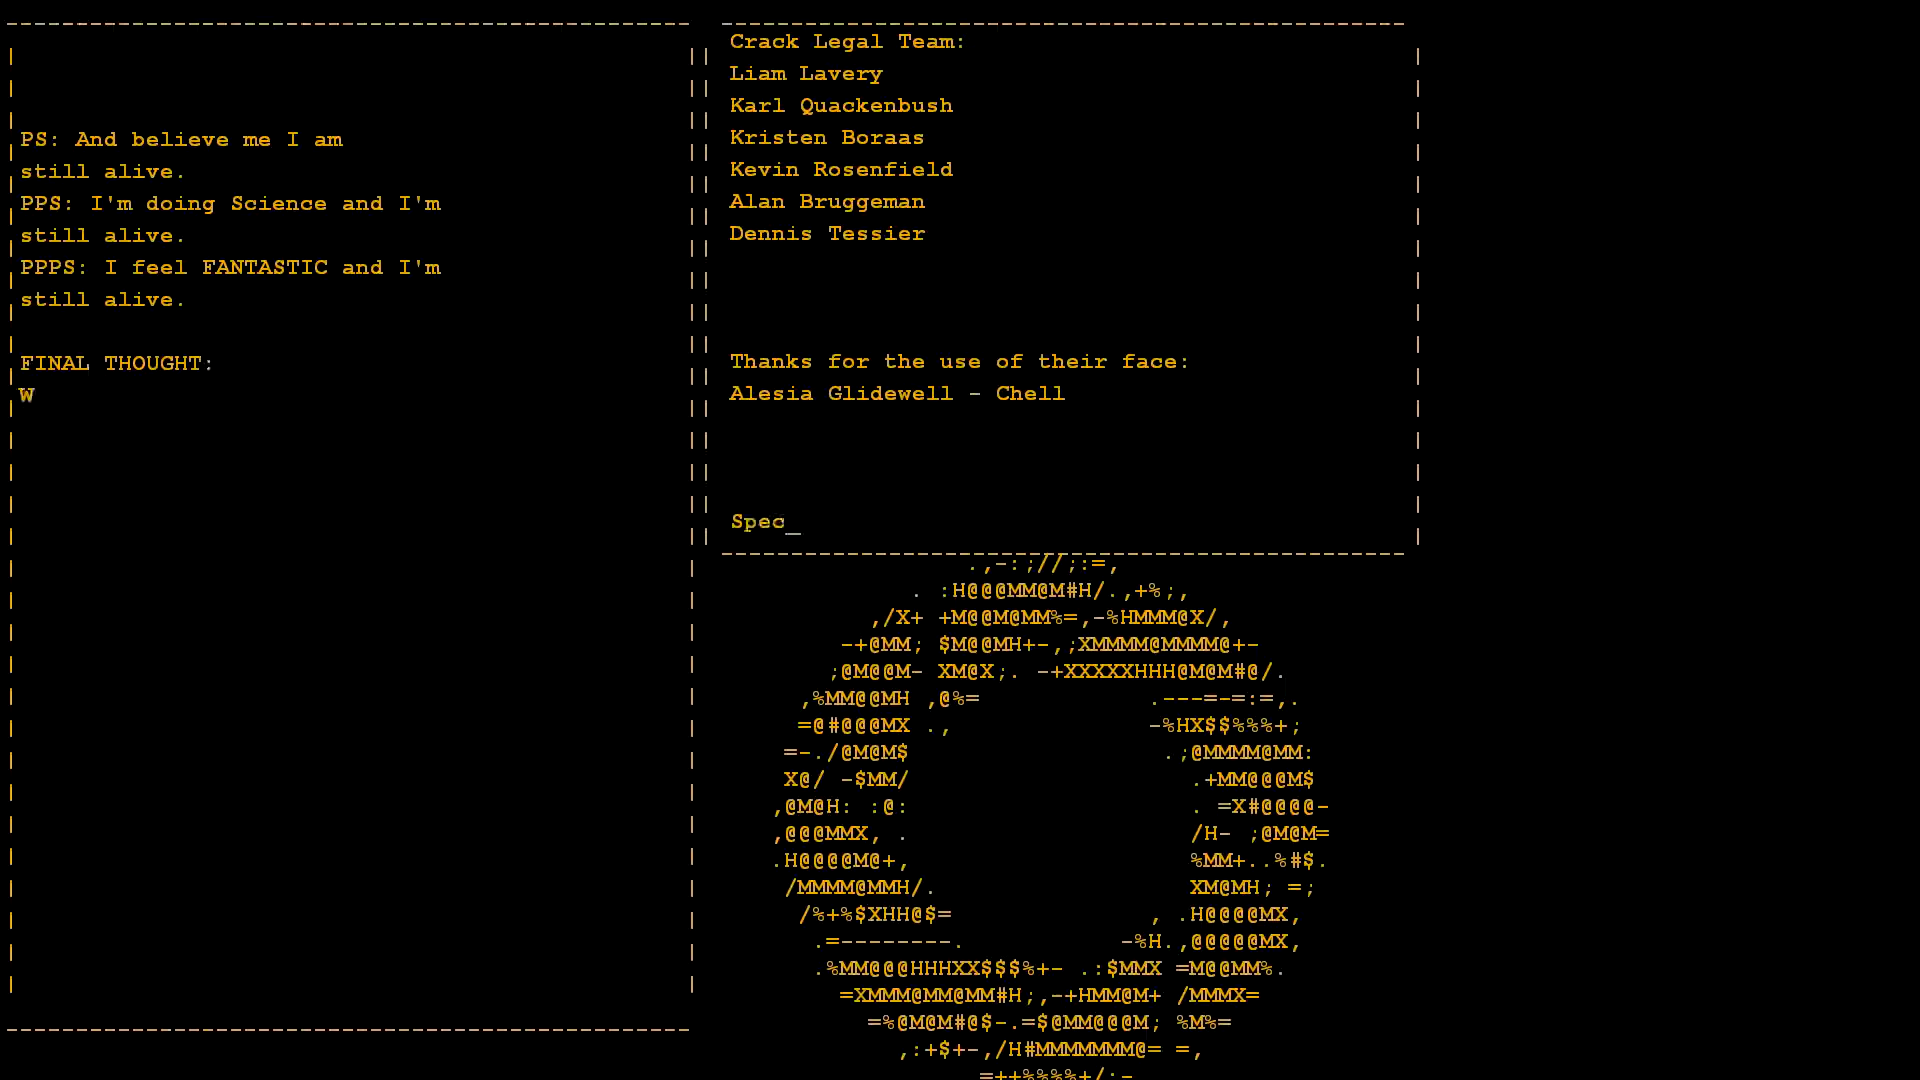 PS: And believe me I am
still alive.
PPS: I'm doing Science and I'm
still alive.
PPPS: I feel FANTASTIC and I'm
still alive.
FINAL THOUGHT:
W
Crack Legal Team:
Liam Lavery
Karl Quackenbush
Kristen Boraas
Kevin Rosenfield
Alan Bruggeman
Dennis Tessier
Thanks for the use of their face:
Alesia Glidewell - Chell
Spec_